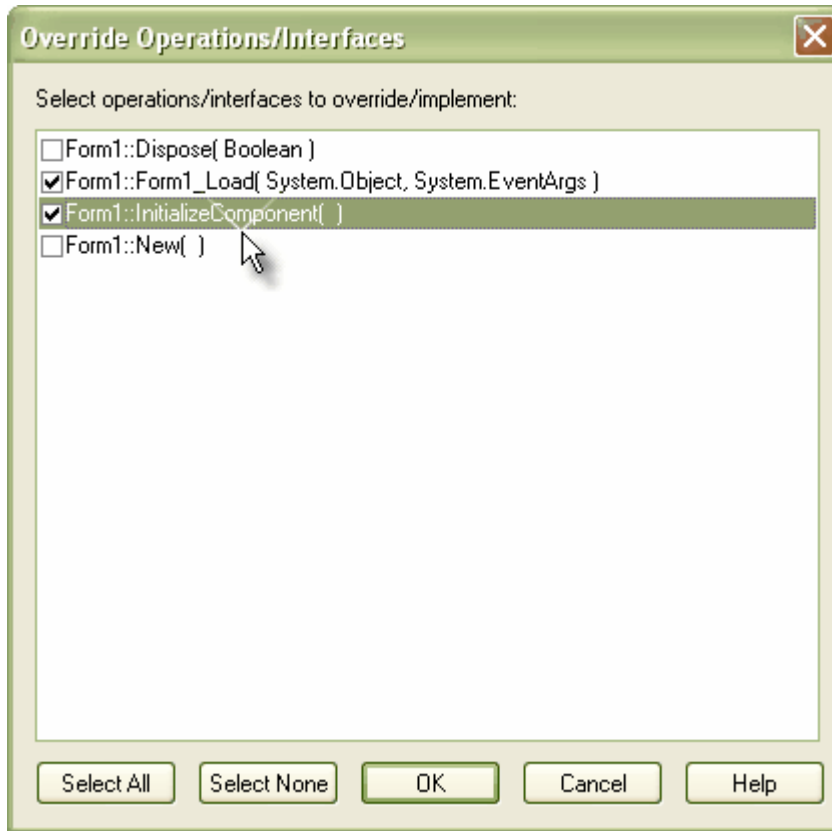 Override Operations/Interfaces
Select operations/interfaces to override/implement:
Form1::Dispose( Boolean )
Form1::Form1_Load( System.Object, System.EventArgs )
Form1::InitializeComponent(  )
Form1::New(  )
Select All Select None OK Cancel Help